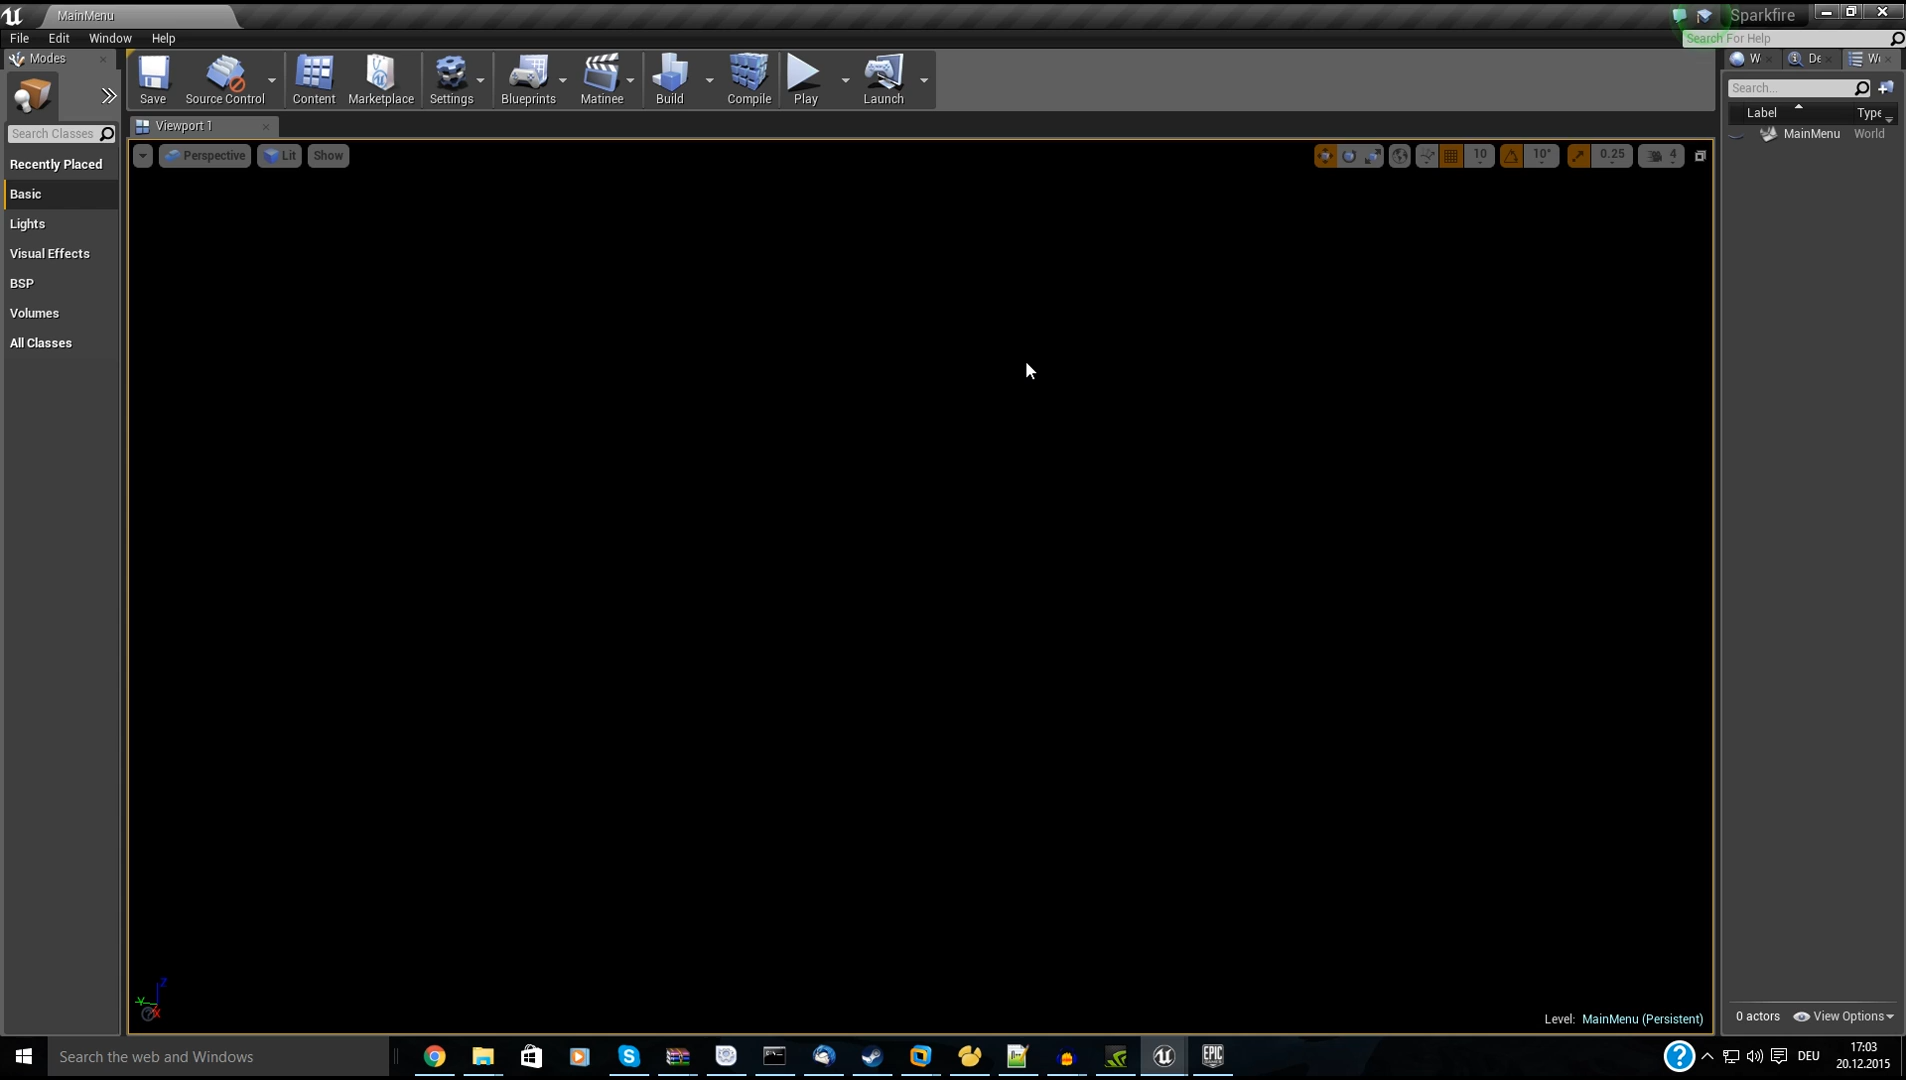 MainMenu
Sparkfire
File Edit Window Help
Search For Help
Modes
W De Wo
Save Source Control Content Marketplace Settings Blueprints Matinee Build Compile Play Launch
Search...
Label Type
MainMenu World
Search Classes
Viewport 1
Perspective Lit Show
10 10° 0.25 4
Recently Placed
Basic
Lights
Visual Effects
BSP
Volumes
All Classes
Z
Y
X
Level: MainMenu (Persistent)
0 actors View Options
Search the web and Windows
EPIC
DEU
17:03
20.12.2015